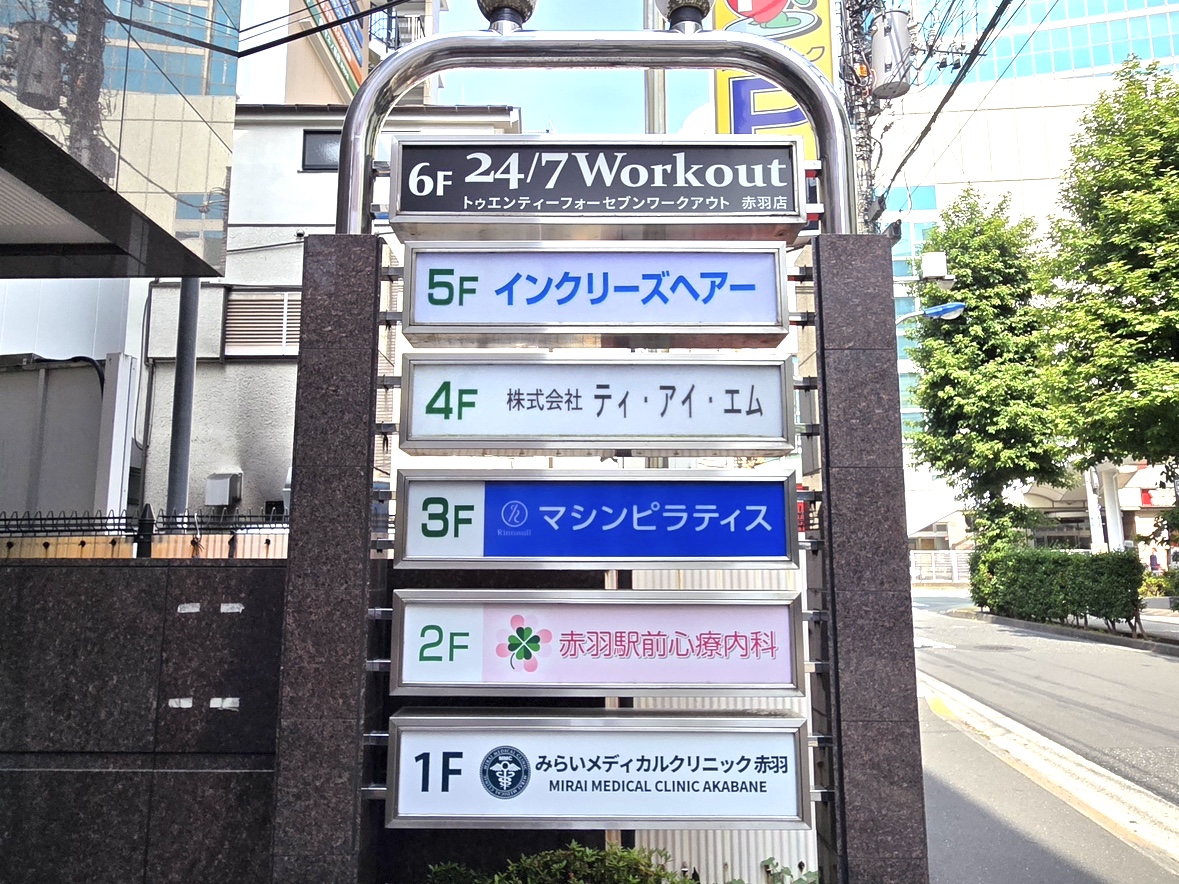 6F 24/7 Workout
トゥエンティーフォーセブンワークアウト 赤羽店
5F インクリーズヘアー
4F 株式会社 ティ・アイ・エム
3F マシンピラティス
Rintosull
2F 赤羽駅前心療内科
1F みらいメディカルクリニック赤羽
MIRAI MEDICAL CLINIC AKABANE